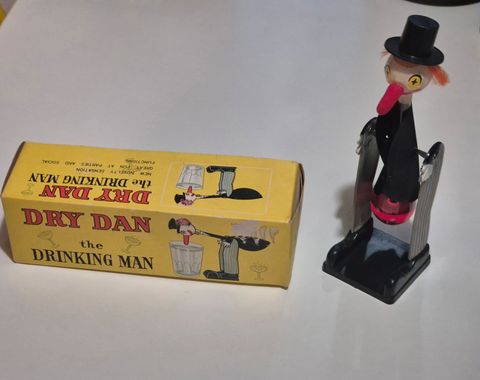 NEW NOVELTY SENSATION
GREAT FUN AT PARTIES AND SOCIAL
FUNCTIONS
DRY DAN
the DRINKING MAN
DRY DAN
the
DRINKING MAN